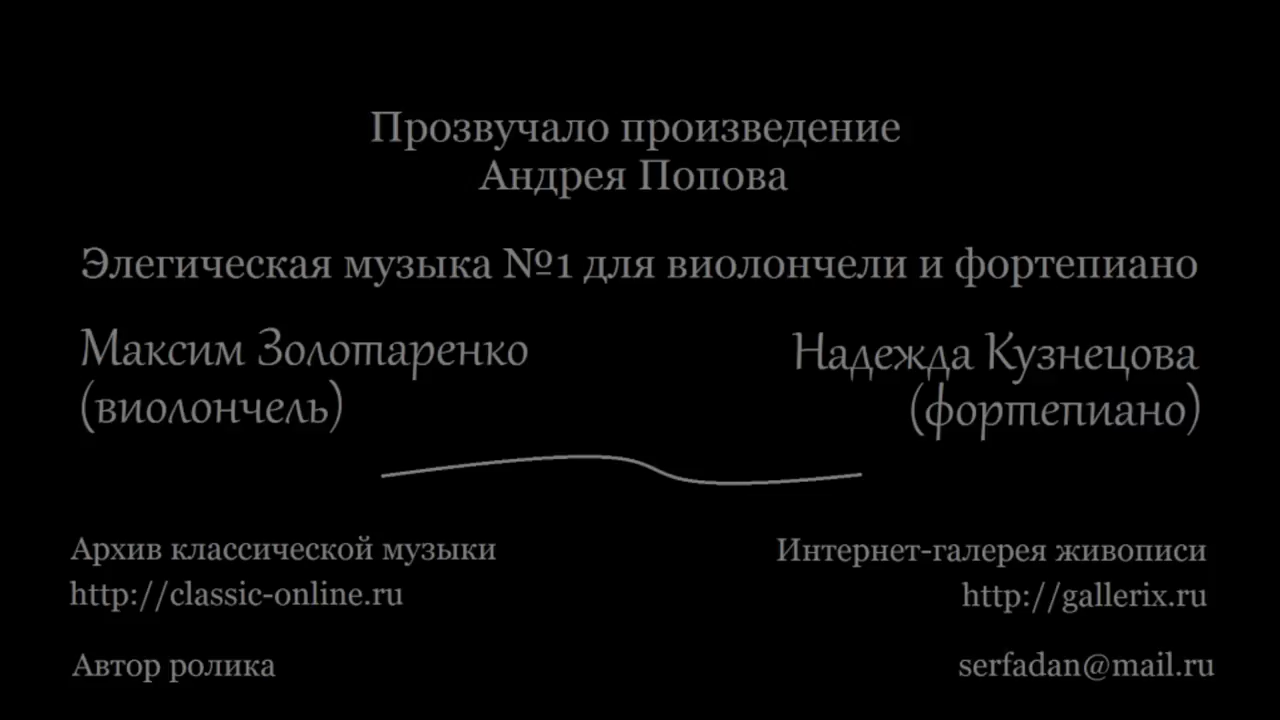 Прозвучало произведение
Андрея Попова
Элегическая музыка №1 для виолончели и фортепиано
Максим Золотаренко
(виолончель)
Надежда Кузнецова
(фортепиано)
Архив классической музыки
http://classic-online.ru
Интернет-галерея живописи
http://gallerix.ru
Автор ролика
serfadan@mail.ru